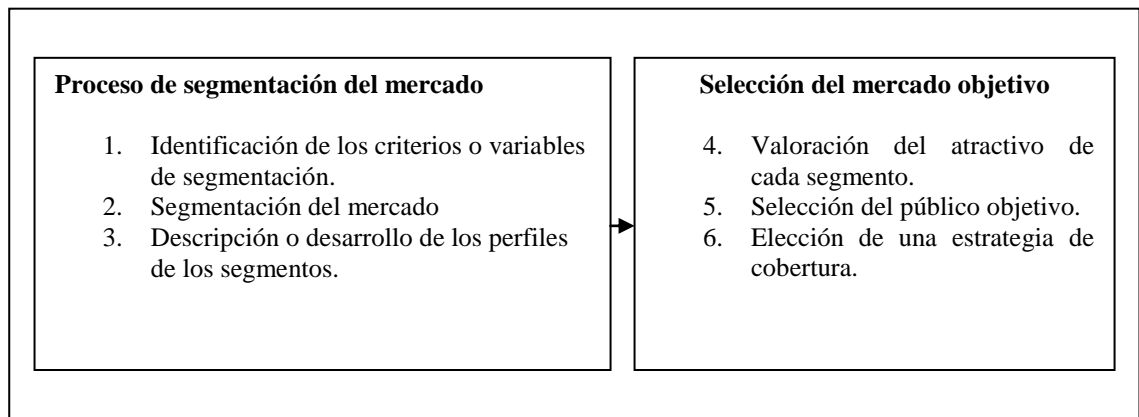 Proceso de segmentación del mercado
1. Identificación de los criterios o variables
de segmentación.
2. Segmentación del mercado
3. Descripción o desarrollo de los perfiles
de los segmentos.
Selección del mercado objetivo
4. Valoración del atractivo de
cada segmento.
5. Selección del público objetivo.
6. Elección de una estrategia de
cobertura.